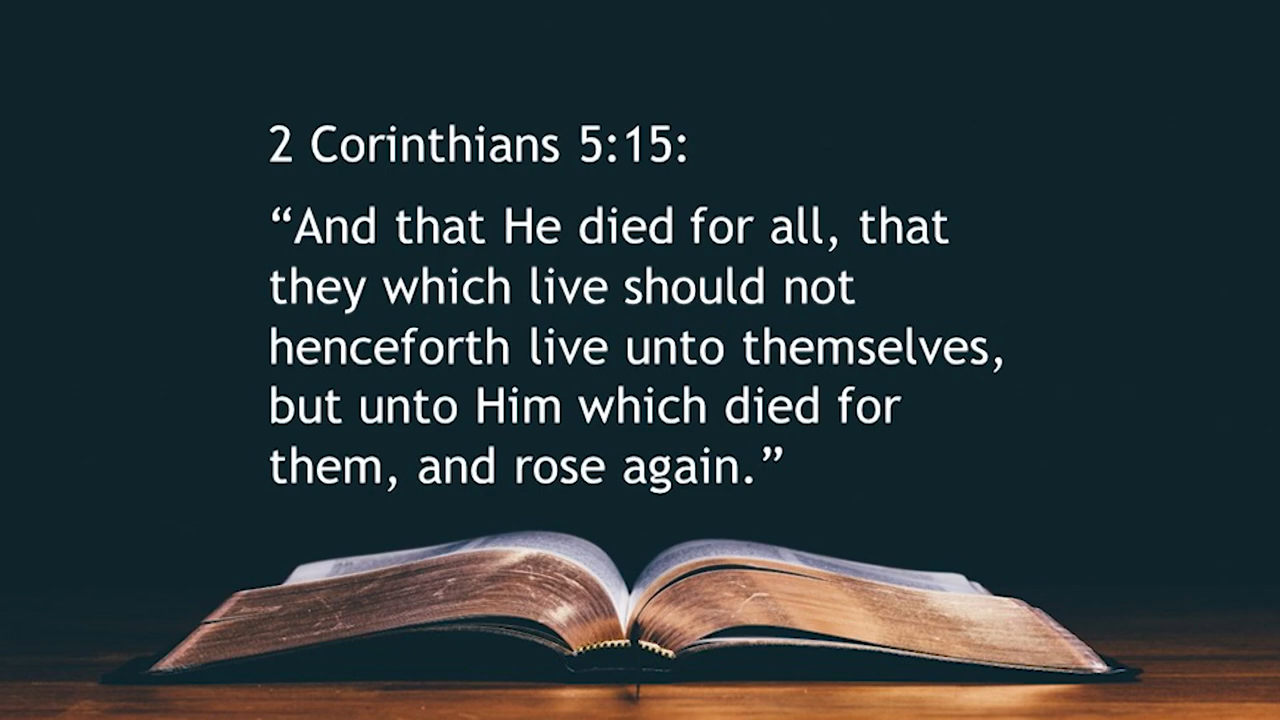 2 Corinthians 5:15:
“And that He died for all, that
they which live should not
henceforth live unto themselves,
but unto Him which died for
them, and rose again.”